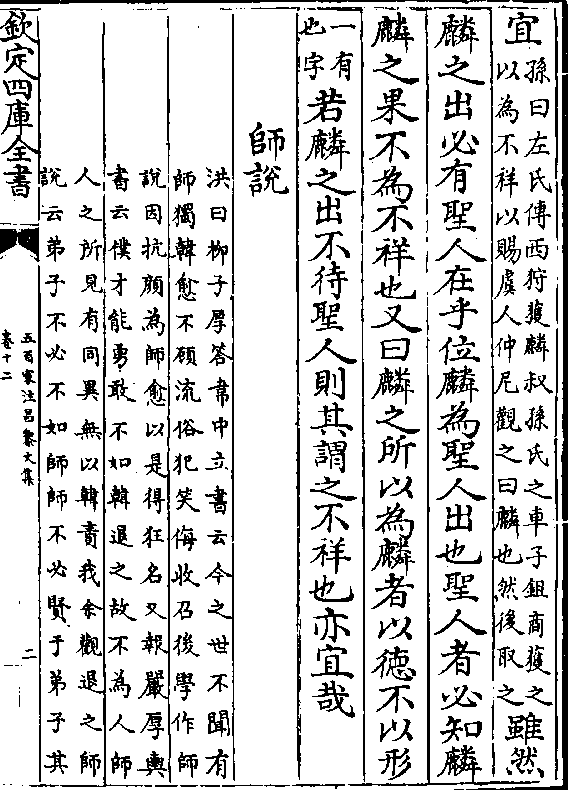 宜孫曰左氏傳西狩獲麟叔孫氏之車子鉏商獲之
以為不祥以賜虞人仲尼觀之曰麟也然後取之雖然
麟之出必有聖人在乎位麟為聖人出也聖人者必知麟
麟之果不為不祥也又曰麟之所以為麟者以徳不以形
一有
也字若麟之出不待聖人則其謂之不祥也亦宜哉
師說
洪曰柳子厚答韋中立書云今之世不聞有
師獨韓愈不顧流俗犯笑侮收召後學作師
說因抗顔為師愈以是得狂名又報嚴厚輿
書云僕才能勇敢不如韓退之故不為人師
人之所見有同異無以韓責我余觀退之師
說云弟子不必不如師師不必賢于弟子其
欽定四庫全書
五百家注昌黎文集
卷十二
二